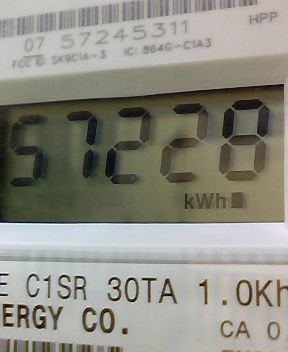 HPP
07 57245311
FCC ID: SK9C1A-3 IC: 864G-C1A3
57228
kWh
E C1SR 30TA 1.0Kh
ERGY CO.
CA 0